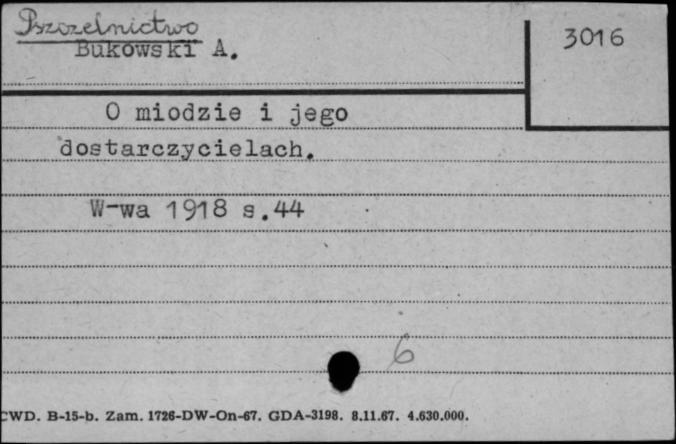 Pszczelnictwo
3016
Bukowski A.
O miodzie i jego
dostarczycielach.
W-wa 1918 s.44
6
CWD. B-15-b. Zam. 1726-DW-On-67. GDA-3198. 8.11.67. 4.630.000.